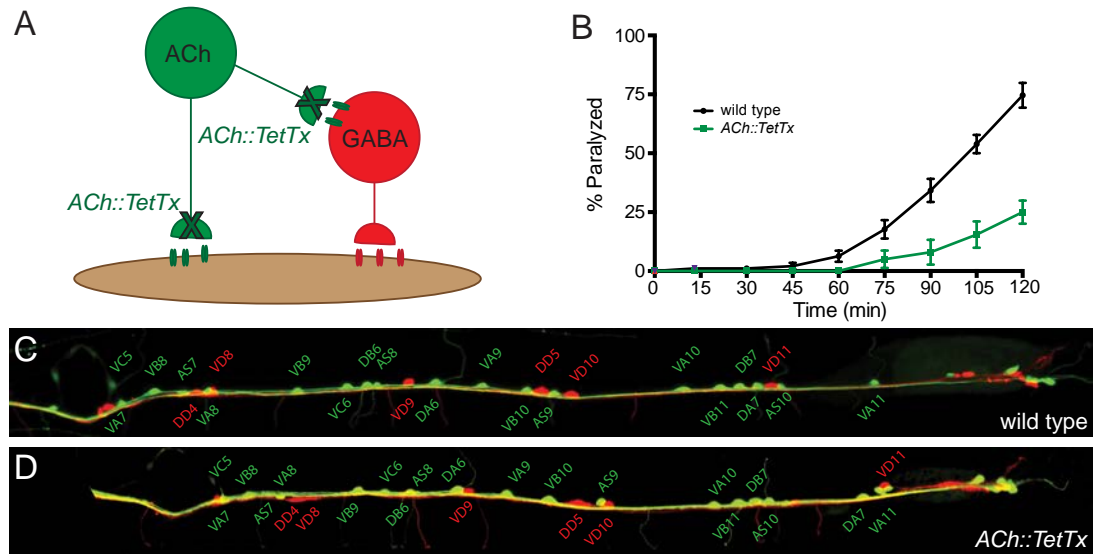 A
ACh
ACh::TetTx
GABA
ACh::TetTx
B
100
75
50
25
0
% Paralyzed
wild type
ACh::TetTx
0 15 30 45 60 75 90 105 120
Time (min)
C
VC5 VB8 AS7 VD8 VB9 DB6 AS8 VA9 DD5 VD10 VA10 DB7 VD11
VA7 DD4 VA8 VC6 VD9 DA6 VB10 AS9 VB11 DA7 AS10 VA11
wild type
D
VC5 VB8 VA8 VC6 AS8 DA6 VA9 VB10 AS9 VA10 DB7 VD11
VA7 AS7 DD4 VD8 VB9 DB6 VD9 DD5 VD10 VB11 AS10 DA7 VA11
ACh::TetTx